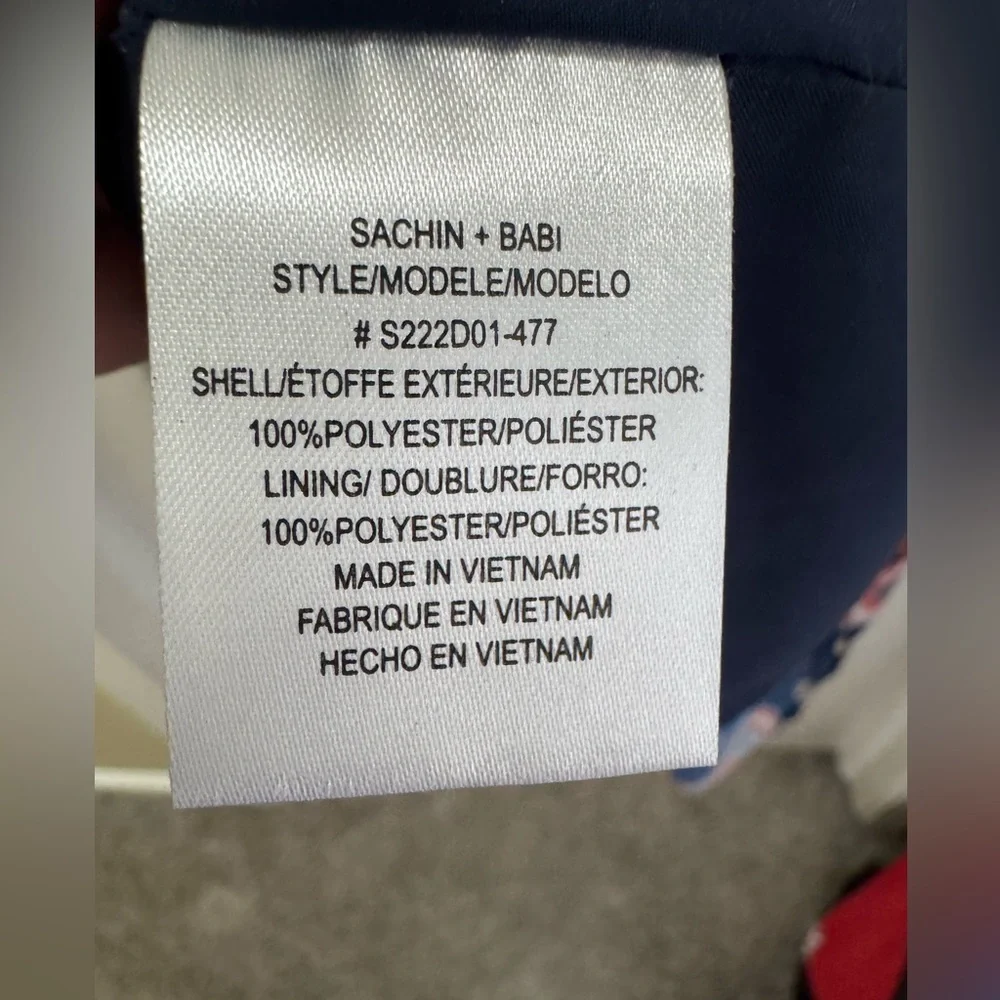 SACHIN + BABI
STYLE/MODELE/MODELO
# S222D01-477
SHELL/ÉTOFFE EXTÉRIEURE/EXTERIOR:
100%POLYESTER/POLIÉSTER
LINING/ DOUBLURE/FORRO:
100%POLYESTER/POLIÉSTER
MADE IN VIETNAM
FABRIQUE EN VIETNAM
HECHO EN VIETNAM